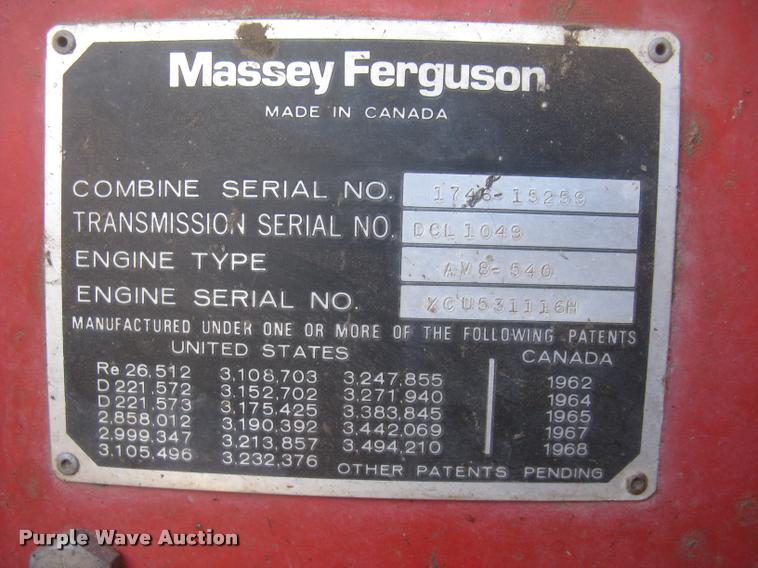 Massey Ferguson
MADE IN CANADA
COMBINE SERIAL NO. 1746-15259
TRANSMISSION SERIAL NO. DCL 1049
ENGINE TYPE AV8-540
ENGINE SERIAL NO. XCU531116H
MANUFACTURED UNDER ONE OR MORE OF THE FOLLOWING PATENTS
UNITED STATES CANADA
Re 26,512 3,108,703 3,247,855 1962
D 221,572 3,152,702 3,271,940 1964
D 221,573 3,175,425 3,383,845 1965
2,858,012 3,190,392 3,442,069 1967
2,999,347 3,213,857 3,494,210 1968
3,105,496 3,232,376 OTHER PATENTS PENDING
Purple Wave Auction